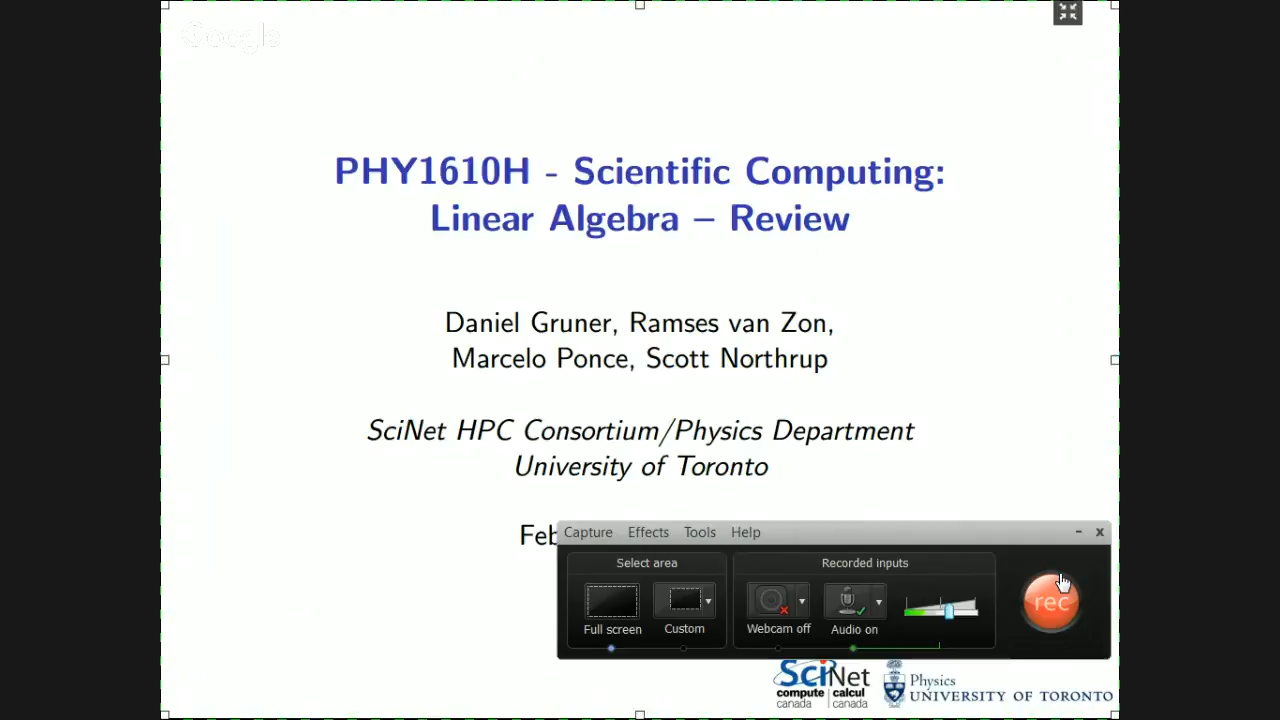 Google
PHY1610H - Scientific Computing:
Linear Algebra – Review
Daniel Gruner, Ramses van Zon,
Marcelo Ponce, Scott Northrup
SciNet HPC Consortium/Physics Department
University of Toronto
Feb
Capture Effects Tools Help
Select area
Recorded inputs
Full screen
Custom
Webcam off
Audio on
rec
SciNet
compute | calcul
canada | canada
Physics
UNIVERSITY OF TORONTO